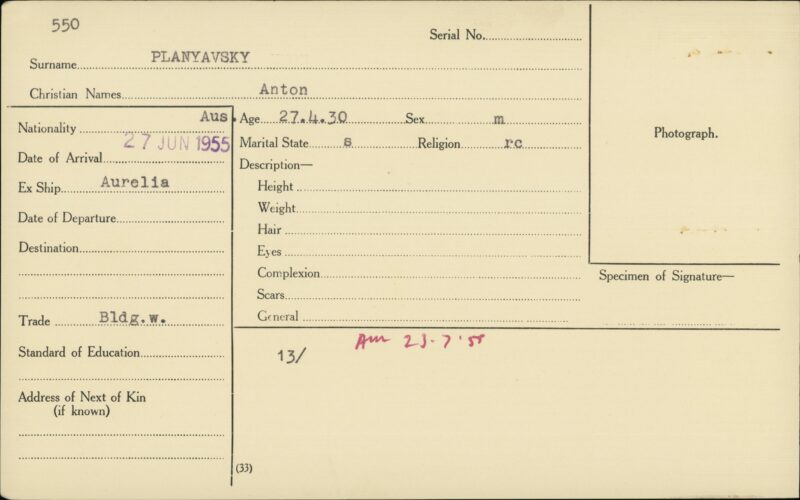 550
Serial No.
Surname PLANYAVSKY
Christian Names Anton
Nationality Aus.
Age 27.4.30 Sex m
Date of Arrival 27 JUN 1955
Marital State s Religion rc
Photograph.
Ex Ship Aurelia
Description—
Height
Weight
Date of Departure
Hair
Destination
Eyes
Complexion
Specimen of Signature—
Scars
Trade Bldg.w.
General
Standard of Education
13/
23.7.55
Address of Next of Kin
(if known)
(33)